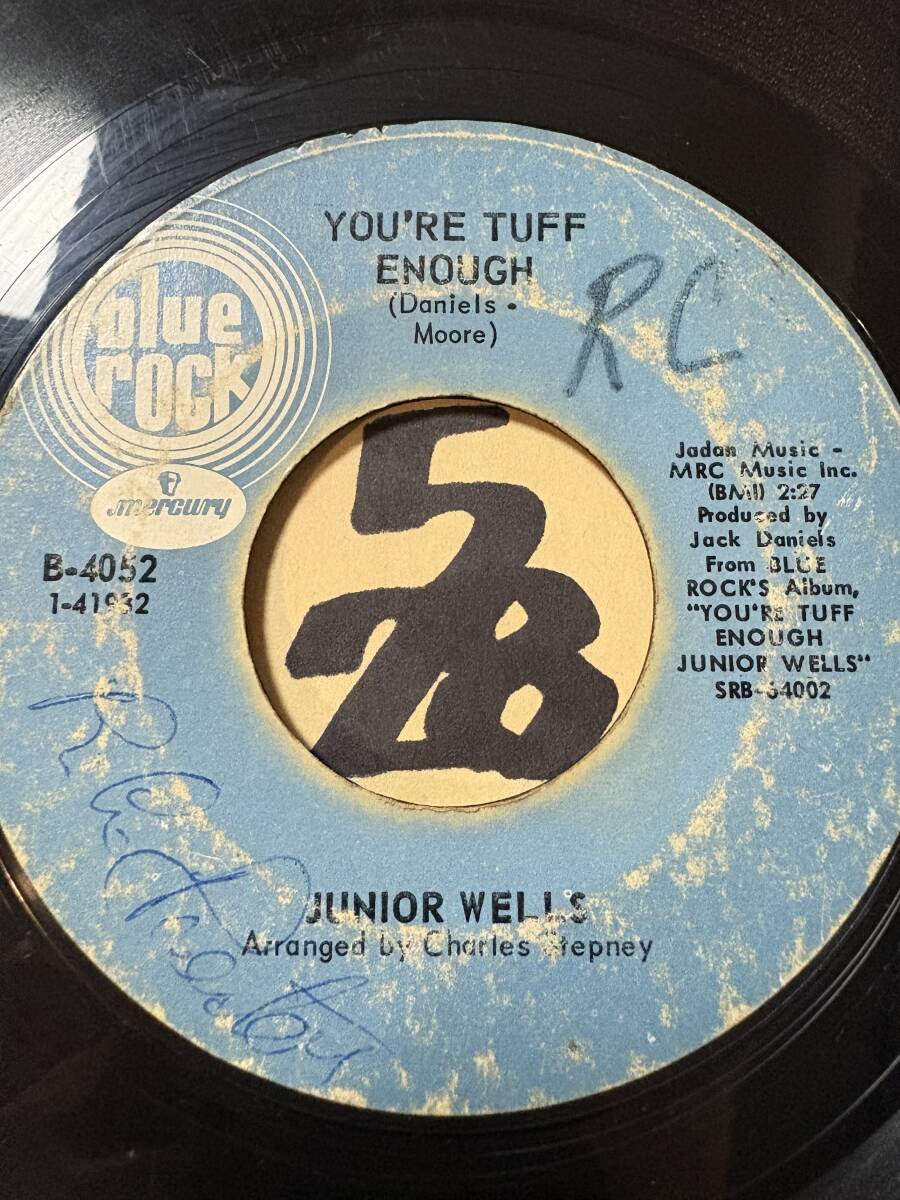 YOU'RE TUFF
ENOUGH
(Daniels •
Moore)
RC
blue
rock
mercury
B-4052
1-41932
Jadan Music -
MRC Music Inc.
(BMI) 2:27
Produced by
Jack Daniels
From BLUE
ROCK'S Album,
"YOU'RE TUFF
ENOUGH
JUNIOR WELLS"
SRB-64002
JUNIOR WELLS
Arranged by Charles Stepney